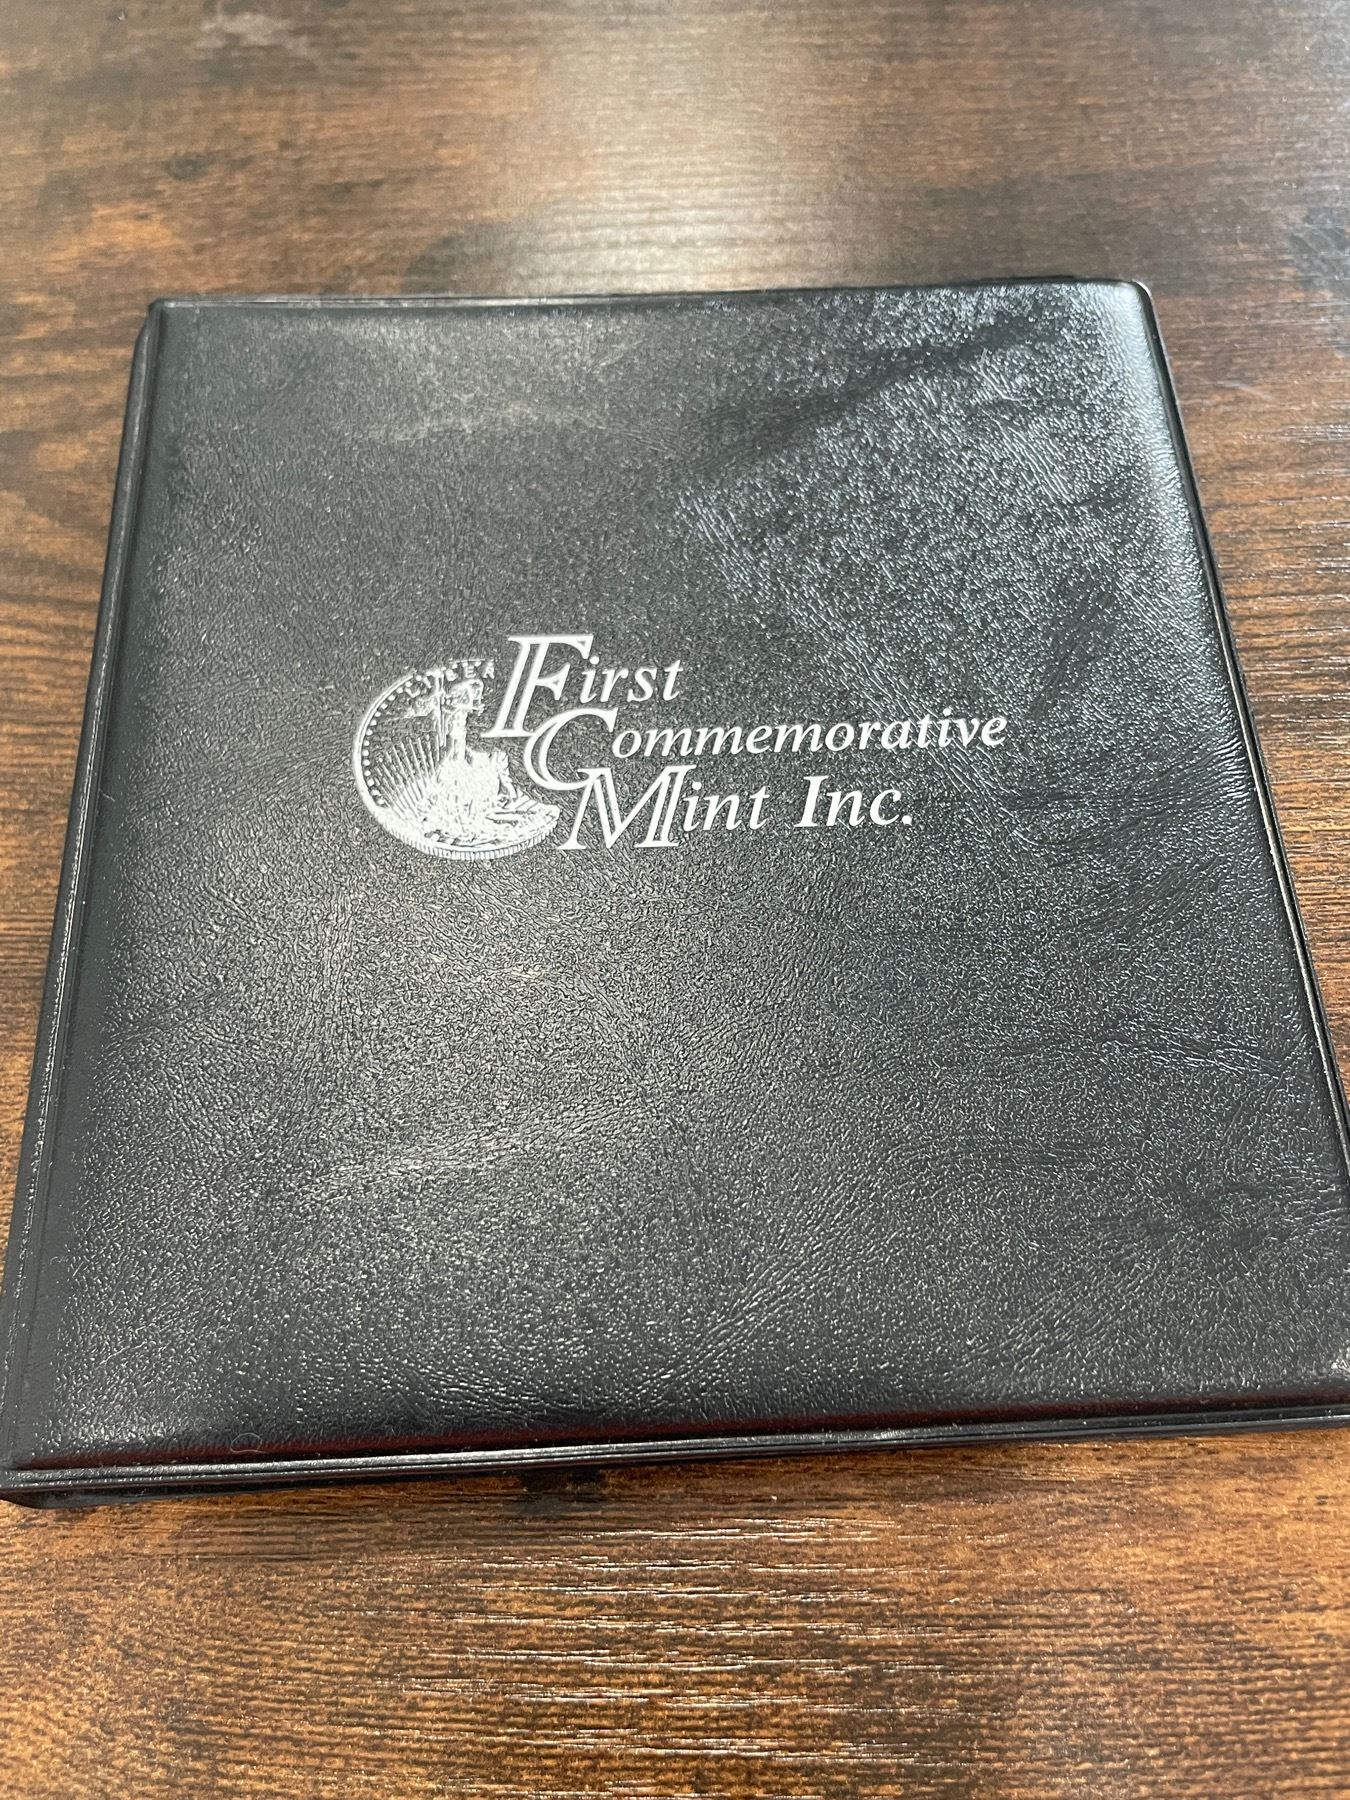 First
Commemorative
Mint Inc.